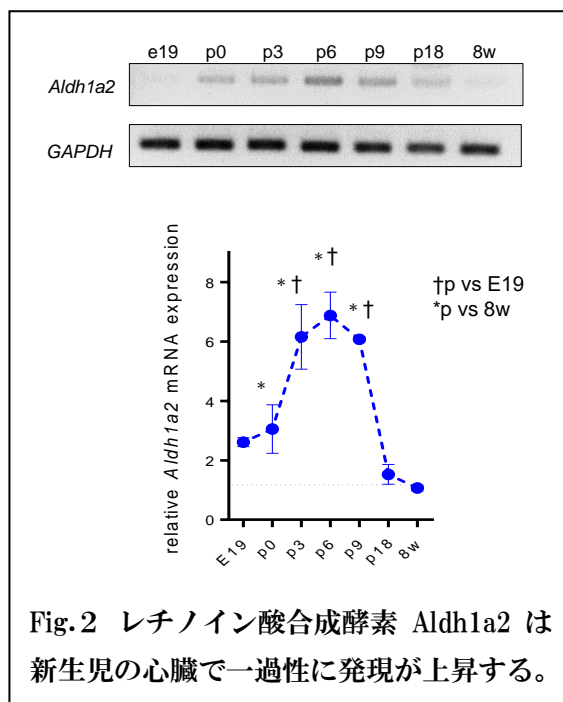 e19 p0 p3 p6 p9 p18 8w
Aldh1a2
GAPDH
relative Aldh1a2 mRNA expression
8
6
4
2
0
*
*†
*†
*†
†p vs E19
*p vs 8w
E19 p0 p3 p6 p9 p18 8w
Fig.2 レチノイン酸合成酵素 Aldh1a2 は
新生児の心臓で一過性に発現が上昇する。